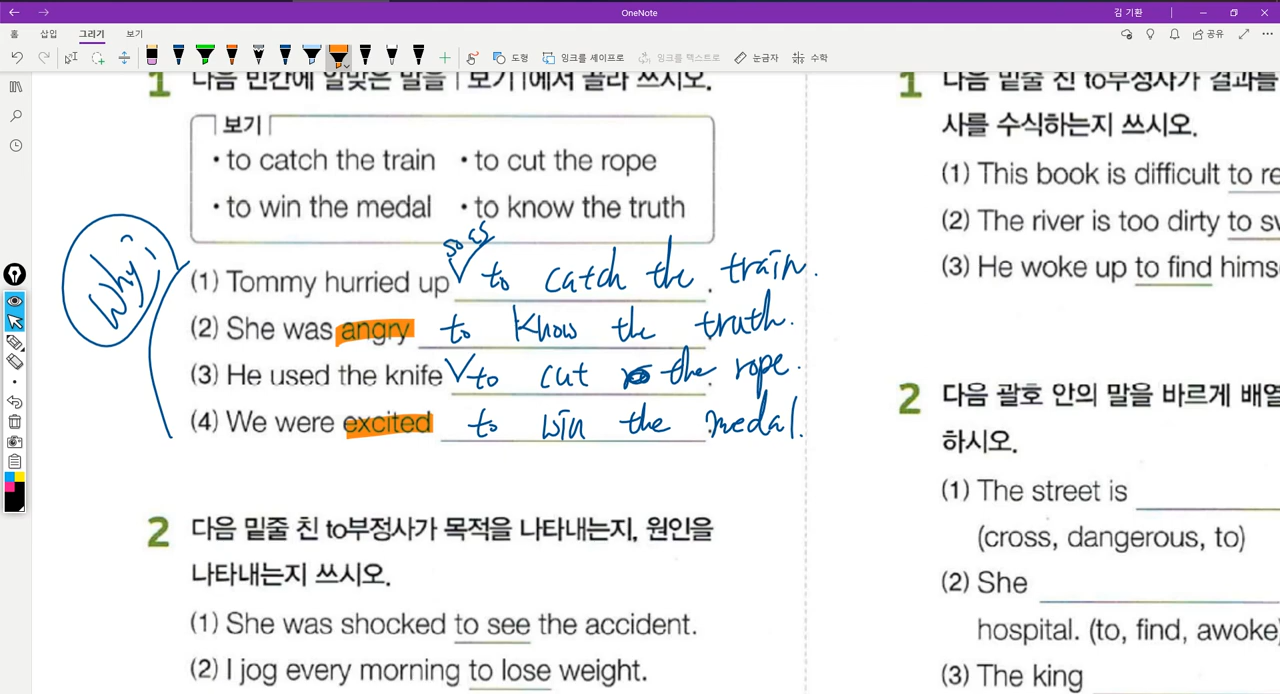 OneNote
김 기환
홈 삽입 그리기 보기
공유
도형 잉크를 셰이프로 잉크를 텍스트로 눈금자 수학
1 다음 빈칸에 알맞은 말을 |보기|에서 골라 쓰시오.
보기
• to catch the train • to cut the rope
• to win the medal • to know the truth
Why?
so as
(1) Tommy hurried up to catch the train.
(2) She was angry to know the truth.
(3) He used the knife to cut the rope.
(4) We were excited to win the medal.
2 다음 밑줄 친 to부정사가 목적을 나타내는지, 원인을
나타내는지 쓰시오.
(1) She was shocked to see the accident.
(2) I jog every morning to lose weight.
1 다음 밑줄 친 to부정사가 결과를
사를 수식하는지 쓰시오.
(1) This book is difficult to re
(2) The river is too dirty to sw
(3) He woke up to find hims
2 다음 괄호 안의 말을 바르게 배열
하시오.
(1) The street is
(cross, dangerous, to)
(2) She
hospital. (to, find, awoke)
(3) The king